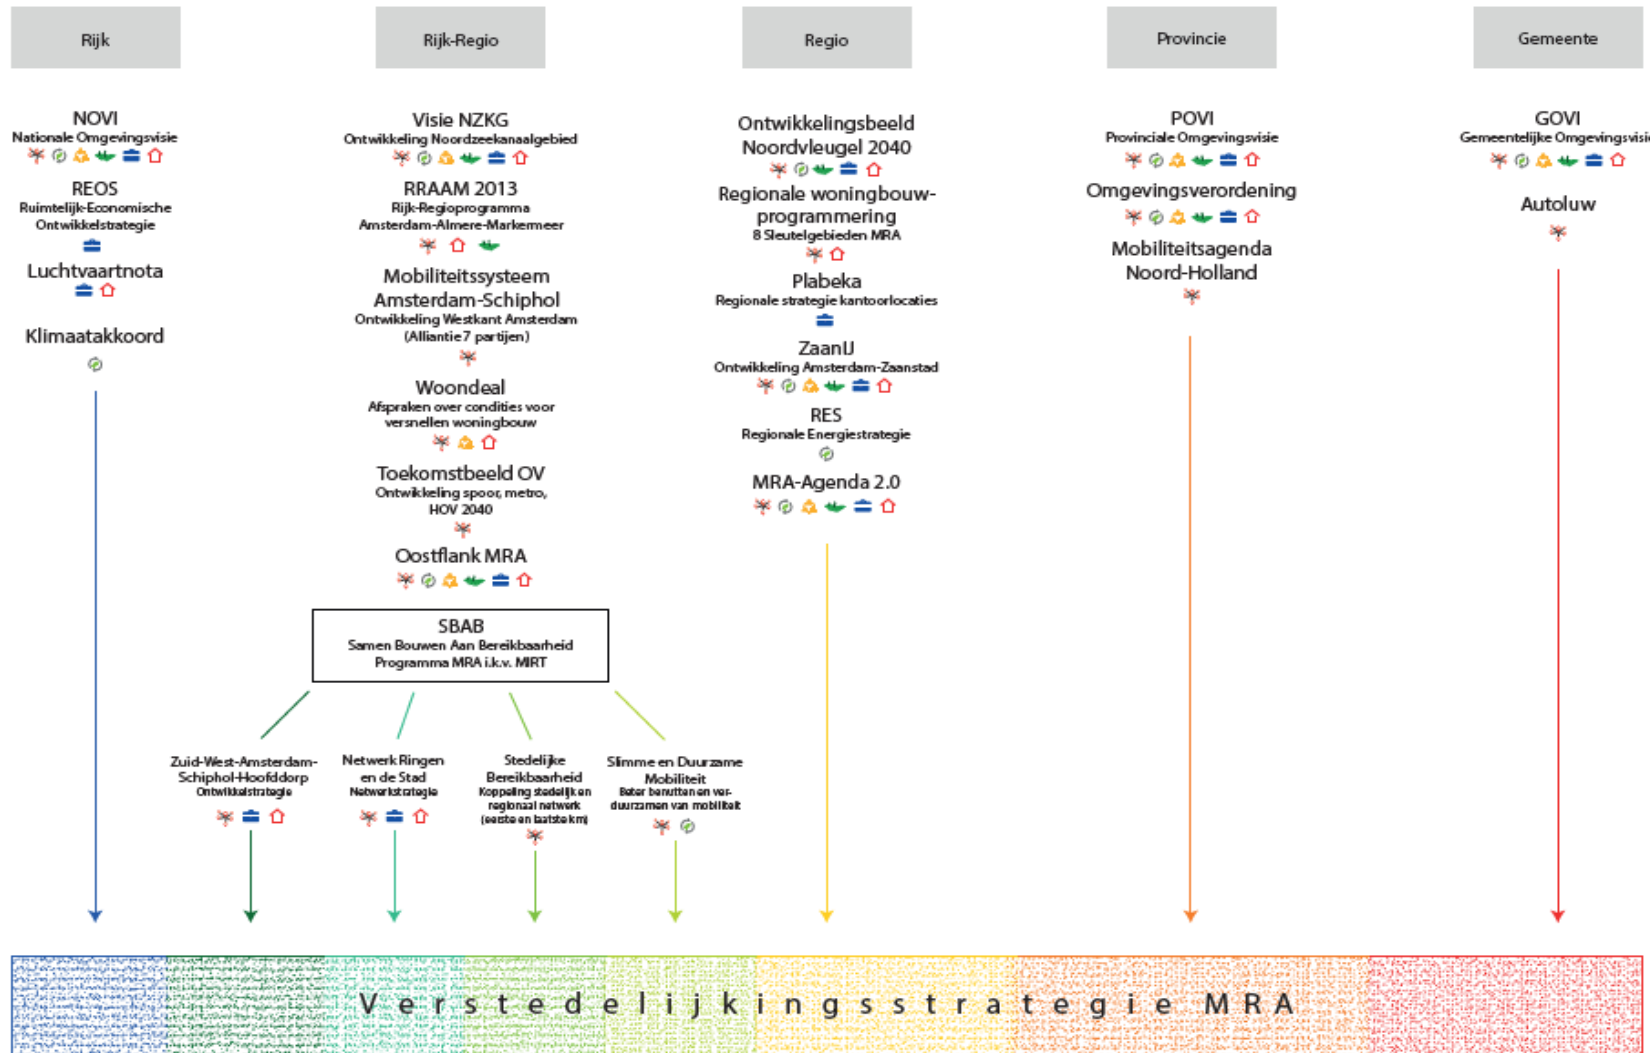 Rijk
Rijk-Regio
Regio
Provincie
Gemeente
NOVI
Nationale Omgevingsvisie
REOS
Ruimtelijk-Economische
Ontwikkelstrategie
Luchtvaartnota
Klimaatakkoord
Visie NZKG
Ontwikkeling Noordzeekanaalgebied
RRAAM 2013
Rijk-Regioprogramma
Amsterdam-Almere-Markermeer
Mobiliteitssysteem
Amsterdam-Schiphol
Ontwikkeling Westkant Amsterdam
(Alliantie 7 partijen)
Woondeal
Afspraken over condities voor
versnellen woningbouw
Toekomstbeeld OV
Ontwikkeling spoor, metro,
HOV 2040
Oostflank MRA
SBAB
Samen Bouwen Aan Bereikbaarheid
Programma MRA i.k.v. MIRT
Zuid-West-Amsterdam-
Schiphol-Hoofddorp
Ontwikkelstrategie
Netwerk Ringen
en de Stad
Netwerkstrategie
Stedelijke
Bereikbaarheid
Koppeling stedelijk en
regionaal netwerk
(eerste en laatste km)
Slimme en Duurzame
Mobiliteit
Beter benutten en ver-
duurzamen van mobiliteit
Ontwikkelingsbeeld
Noordvleugel 2040
Regionale woningbouw-
programmering
8 Sleutelgebieden MRA
Plabeka
Regionale strategie kantoorlocaties
ZaanIJ
Ontwikkeling Amsterdam-Zaanstad
RES
Regionale Energiestrategie
MRA-Agenda 2.0
POVI
Provinciale Omgevingsvisie
Omgevingsverordening
Mobiliteitsagenda
Noord-Holland
GOVI
Gemeentelijke Omgevingsvisie
Autoluw
Verstedelijkingsstrategie MRA